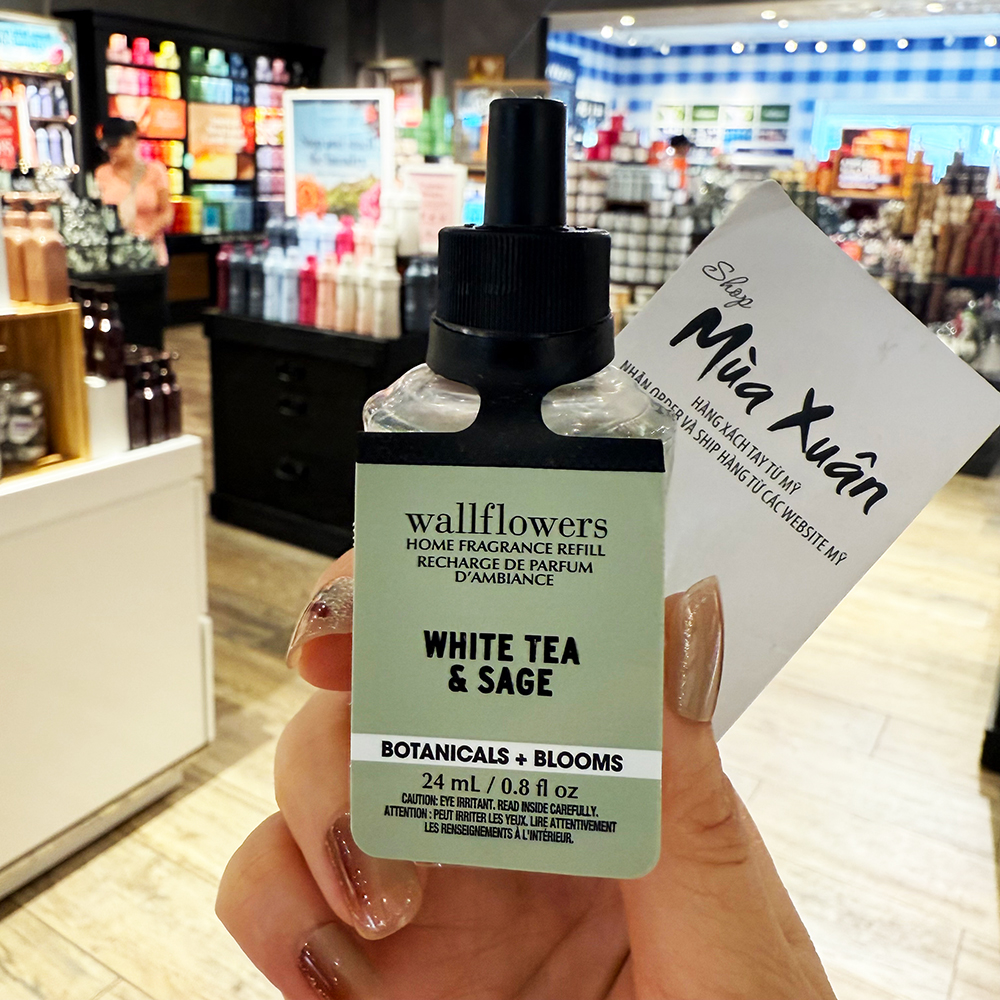 Shop
Mùa Xuân
HÀNG XÁCH TAY TỪ MỸ
NHẬN ORDER VÀ SHIP HÀNG TỪ CÁC WEBSITE MỸ
wallflowers
HOME FRAGRANCE REFILL
RECHARGE DE PARFUM
D'AMBIANCE
WHITE TEA
& SAGE
BOTANICALS + BLOOMS
24 mL / 0.8 fl oz
CAUTION: EYE IRRITANT. READ INSIDE CAREFULLY.
ATTENTION : PEUT IRRITER LES YEUX. LIRE ATTENTIVEMENT
LES RENSEIGNEMENTS À L'INTÉRIEUR.